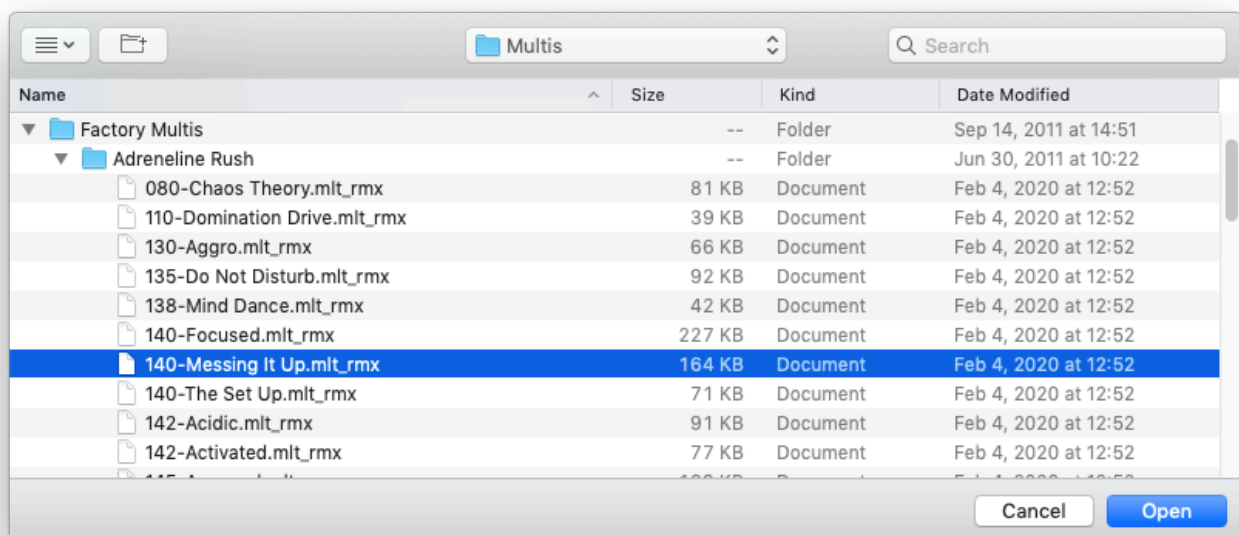 Multis
Search
Name Size Kind Date Modified
Factory Multis -- Folder Sep 14, 2011 at 14:51
Adreneline Rush -- Folder Jun 30, 2011 at 10:22
080-Chaos Theory.mlt_rmx 81 KB Document Feb 4, 2020 at 12:52
110-Domination Drive.mlt_rmx 39 KB Document Feb 4, 2020 at 12:52
130-Aggro.mlt_rmx 66 KB Document Feb 4, 2020 at 12:52
135-Do Not Disturb.mlt_rmx 92 KB Document Feb 4, 2020 at 12:52
138-Mind Dance.mlt_rmx 42 KB Document Feb 4, 2020 at 12:52
140-Focused.mlt_rmx 227 KB Document Feb 4, 2020 at 12:52
140-Messing It Up.mlt_rmx 164 KB Document Feb 4, 2020 at 12:52
140-The Set Up.mlt_rmx 71 KB Document Feb 4, 2020 at 12:52
142-Acidic.mlt_rmx 91 KB Document Feb 4, 2020 at 12:52
142-Activated.mlt_rmx 77 KB Document Feb 4, 2020 at 12:52
Cancel Open